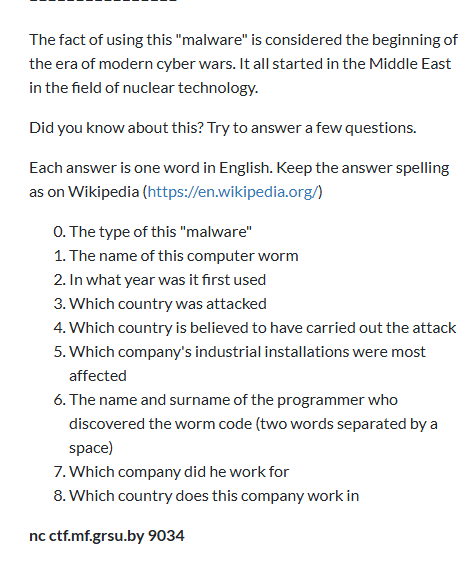 The fact of using this "malware" is considered the beginning of
the era of modern cyber wars. It all started in the Middle East
in the field of nuclear technology.
Did you know about this? Try to answer a few questions.
Each answer is one word in English. Keep the answer spelling
as on Wikipedia (https://en.wikipedia.org/)
0. The type of this "malware"
1. The name of this computer worm
2. In what year was it first used
3. Which country was attacked
4. Which country is believed to have carried out the attack
5. Which company's industrial installations were most
affected
6. The name and surname of the programmer who
discovered the worm code (two words separated by a
space)
7. Which company did he work for
8. Which country does this company work in
nc ctf.mf.grsu.by 9034